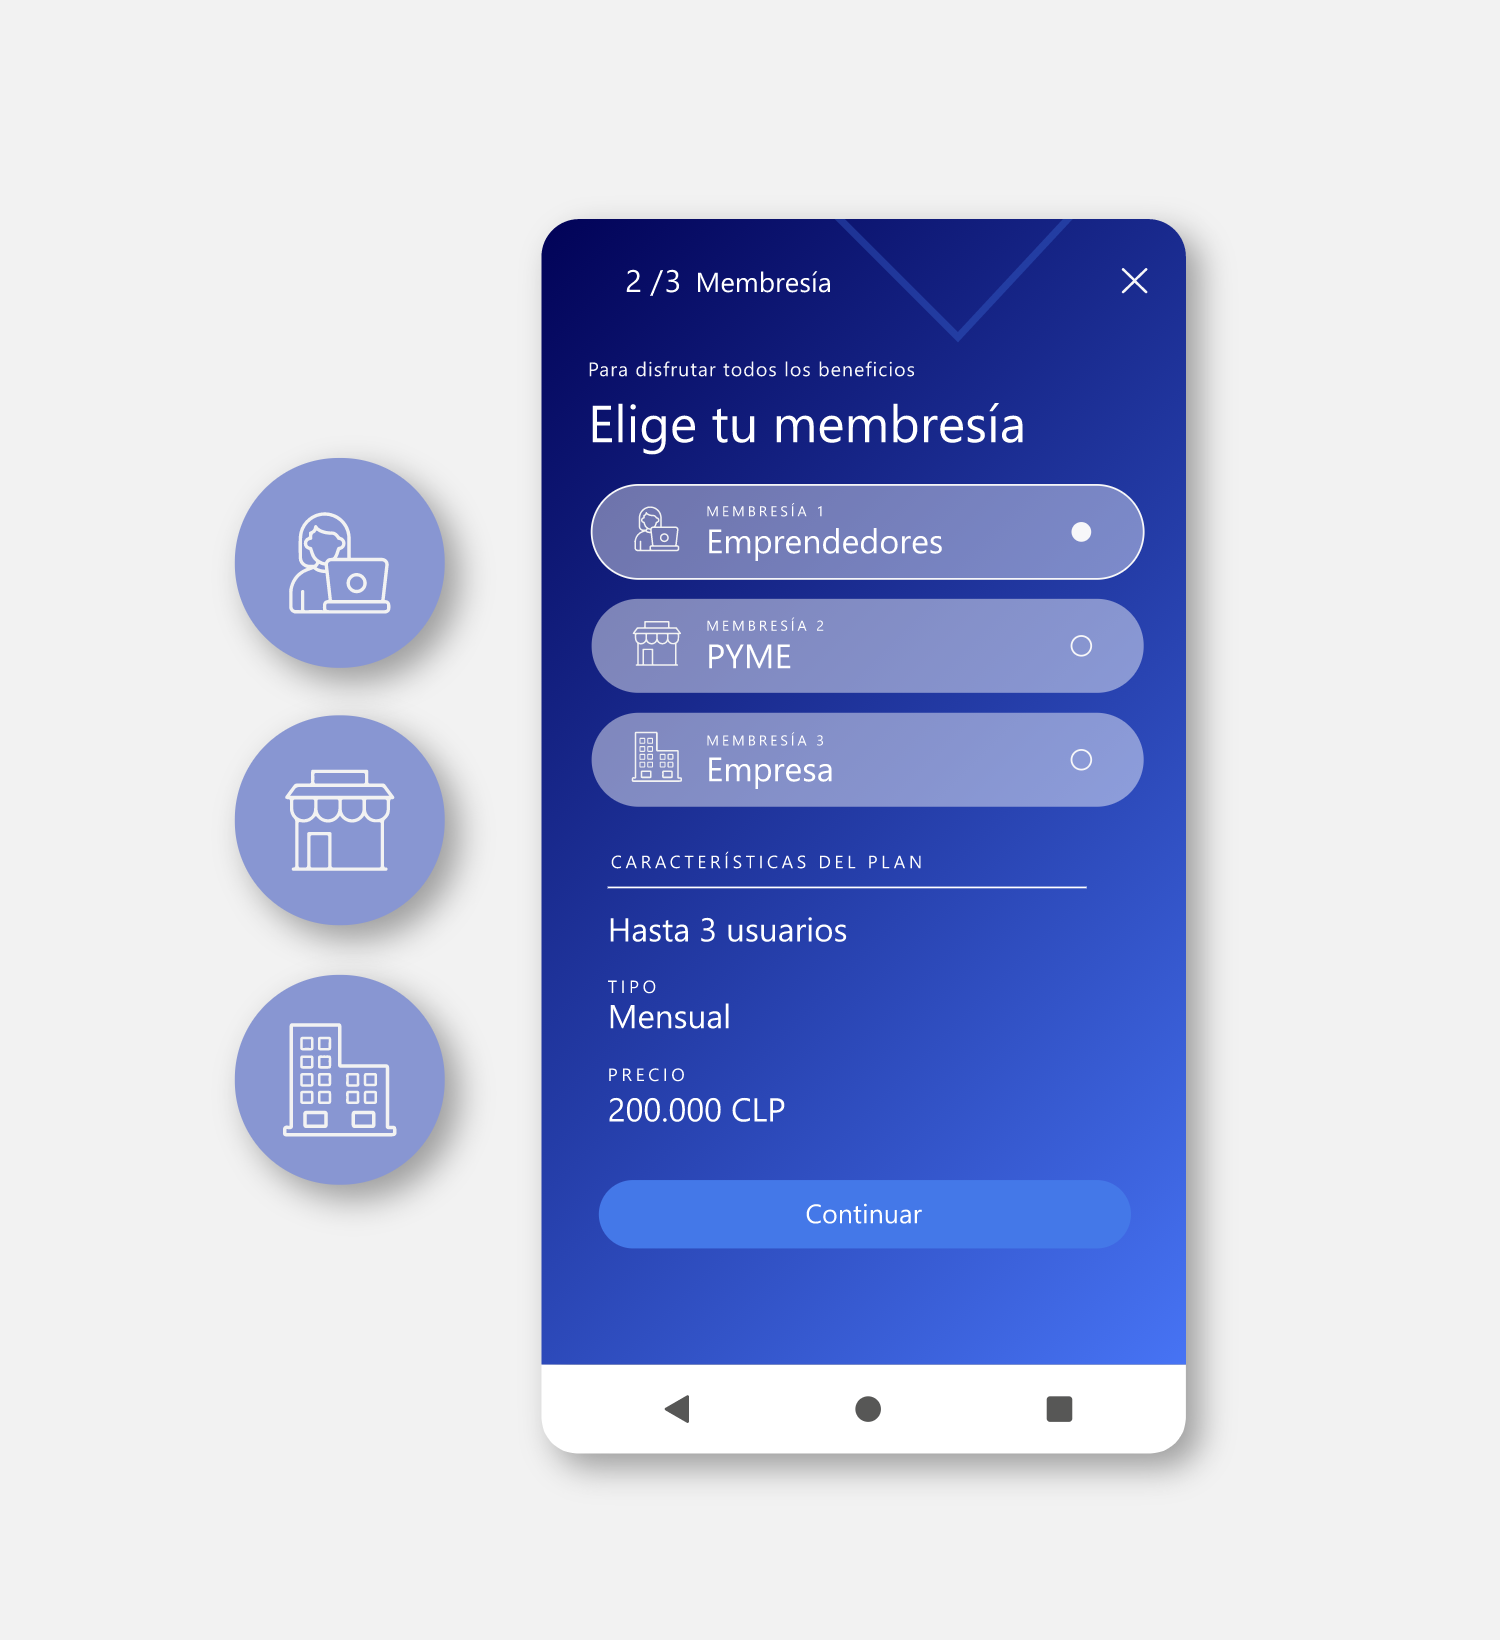 2 /3 Membresía
Para disfrutar todos los beneficios
Elige tu membresía
MEMBRESÍA 1
Emprendedores
MEMBRESÍA 2
PYME
MEMBRESÍA 3
Empresa
CARACTERÍSTICAS DEL PLAN
Hasta 3 usuarios
TIPO
Mensual
PRECIO
200.000 CLP
Continuar